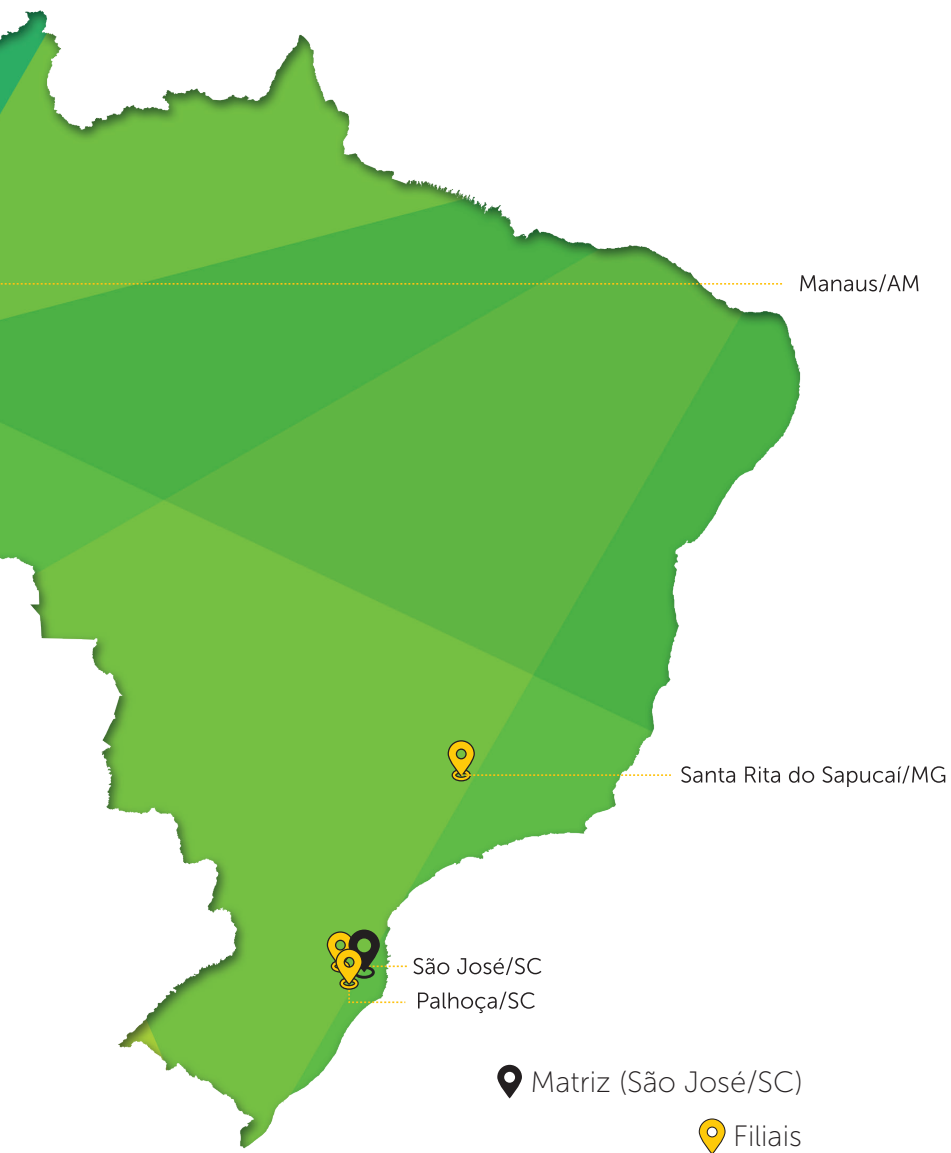 Manaus/AM
Santa Rita do Sapucaí/MG
São José/SC
Palhoça/SC
Matriz (São José/SC)
Filiais